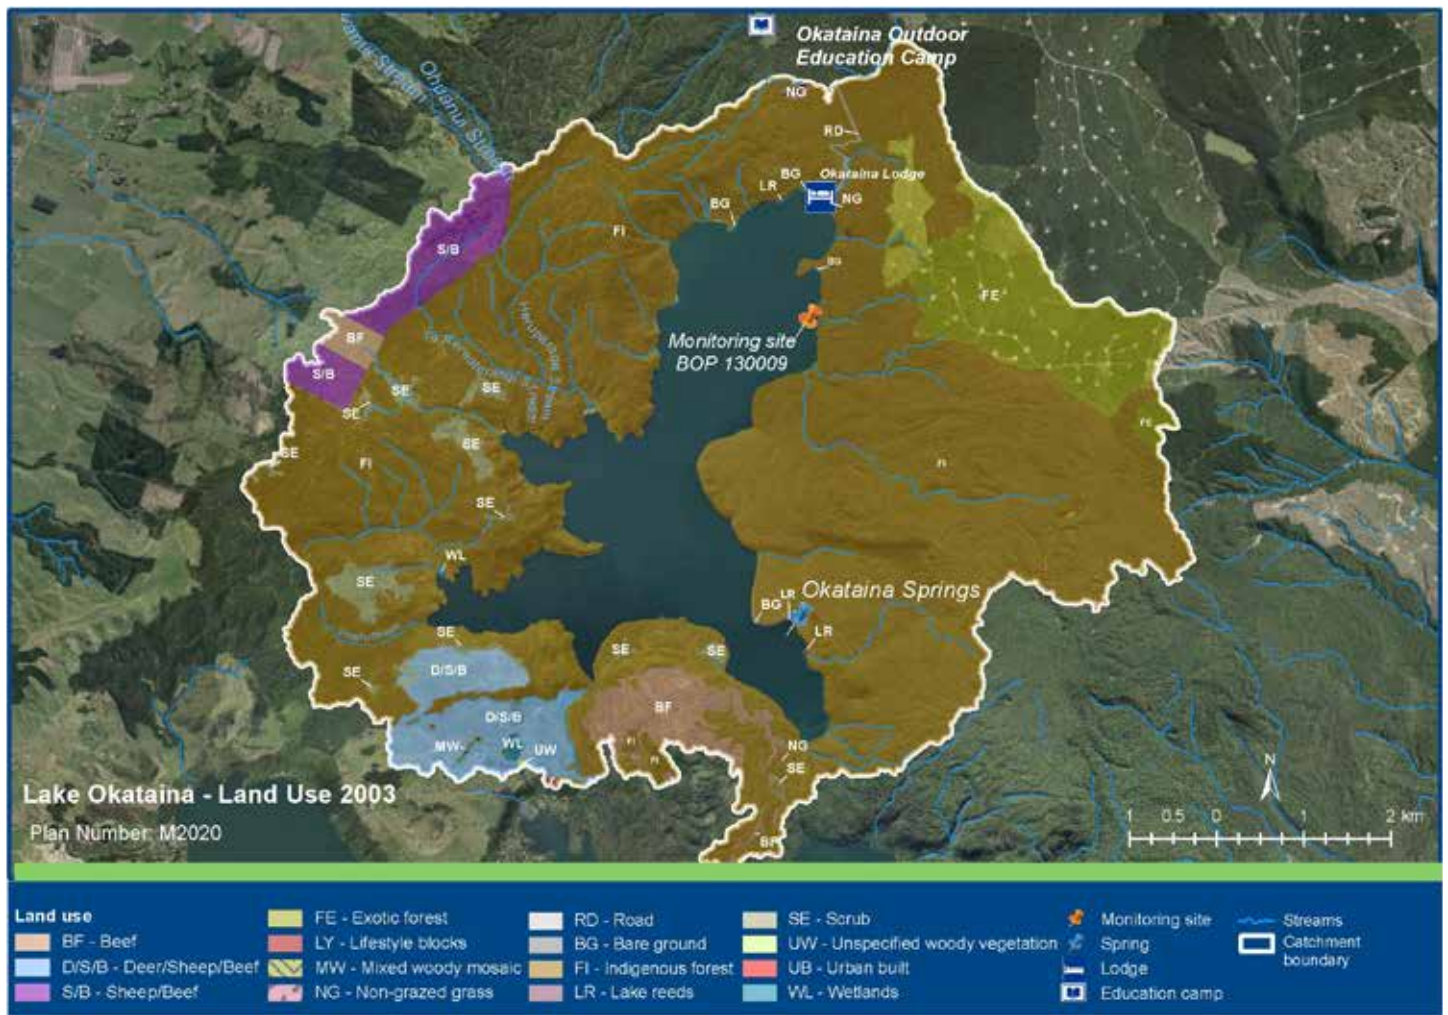 Okataina Outdoor
Education Camp
Ohuanui
NG
RD
BG
Okataina Lodge
LR
NG
BG
S/B
FI
BG
FE
BF
Monitoring site
BOP 130009
S/B
SE
SE
SE
FE
SE
SE
FI
FI
SE
WL
SE
LR
Okataina Springs
BG
LR
SE
SE
SE
D/S/B
SE
BF
D/S/B
MW
WL
UW
FI
FI
NG
SE
BF
N
Lake Okataina - Land Use 2003
Plan Number: M2020
1 0.5 0 1 2 km
Land use
BF - Beef
D/S/B - Deer/Sheep/Beef
S/B - Sheep/Beef
FE - Exotic forest
LY - Lifestyle blocks
MW - Mixed woody mosaic
NG - Non-grazed grass
RD - Road
BG - Bare ground
FI - Indigenous forest
LR - Lake reeds
SE - Scrub
UW - Unspecified woody vegetation
UB - Urban built
WL - Wetlands
Monitoring site
Spring
Lodge
Education camp
Streams
Catchment
boundary